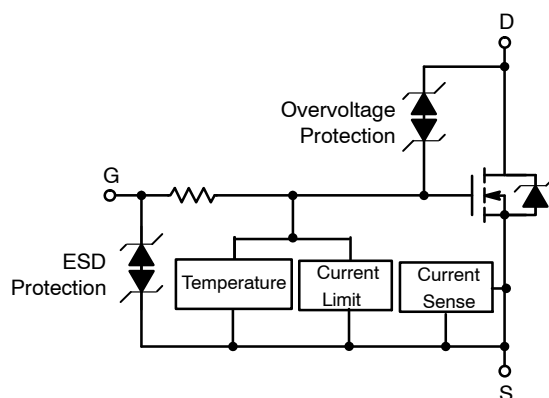 D
Overvoltage
Protection
G
ESD
Protection
Temperature
Current
Limit
Current
Sense
S